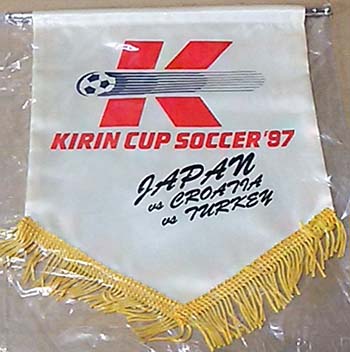 K
KIRIN CUP SOCCER '97
JAPAN
vs CROATIA
vs TURKEY